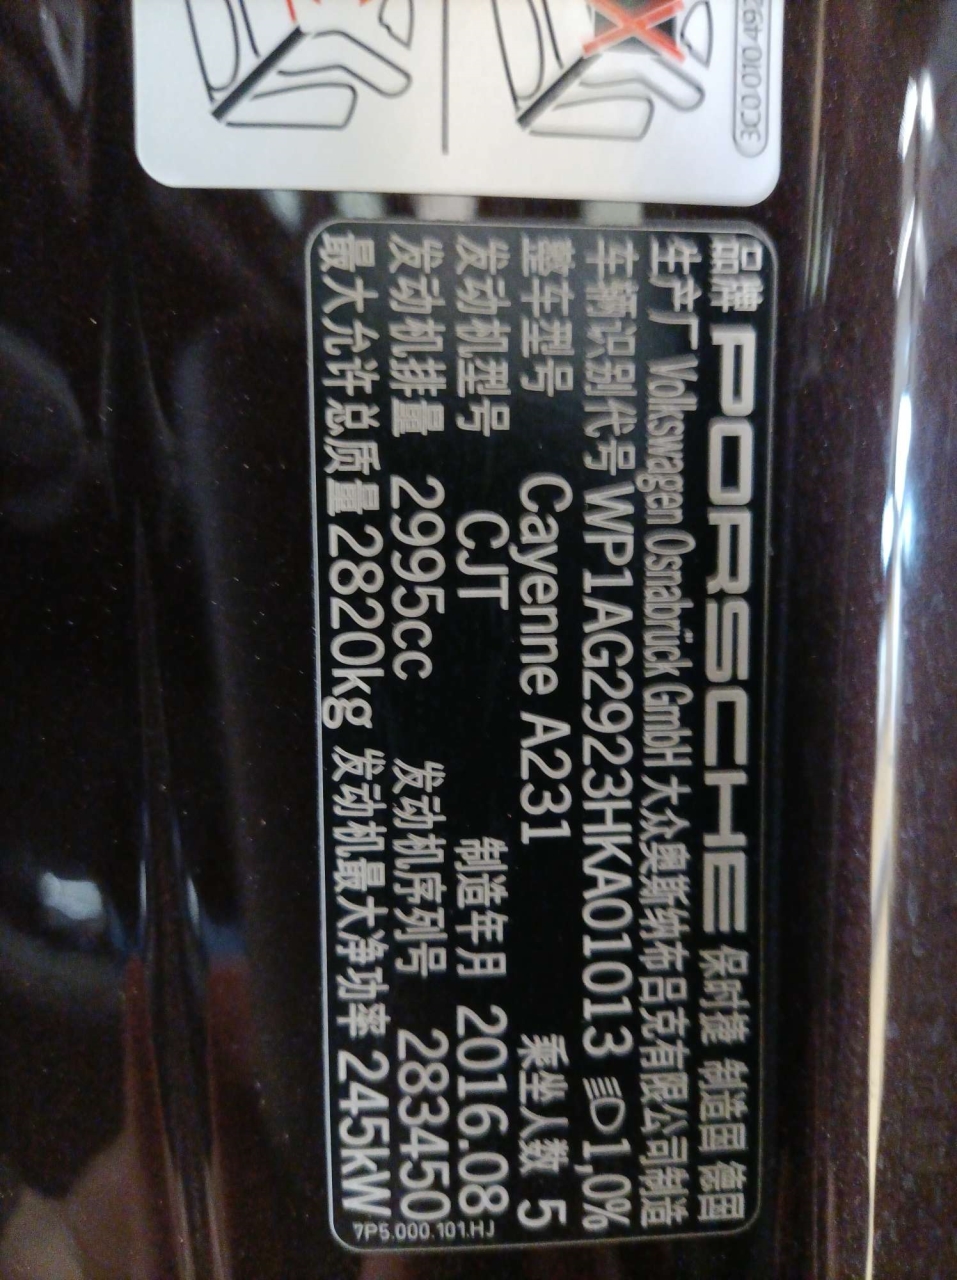 3C0.010.49
品牌 PORSCHE 保时捷 制造国 德国
生产厂 Volkswagen Osnabrück GmbH 大众奥斯纳布吕克有限公司制造
车辆识别代号 WP1AG2923HKA01013 1,0%
整车型号 Cayenne A231 乘坐人数 5
发动机型号 CJT 制造年月 2016.08
发动机排量 2995cc 发动机序列号 283450
最大允许总质量 2820kg 发动机最大净功率 245kW
7P5.000.101.HJ